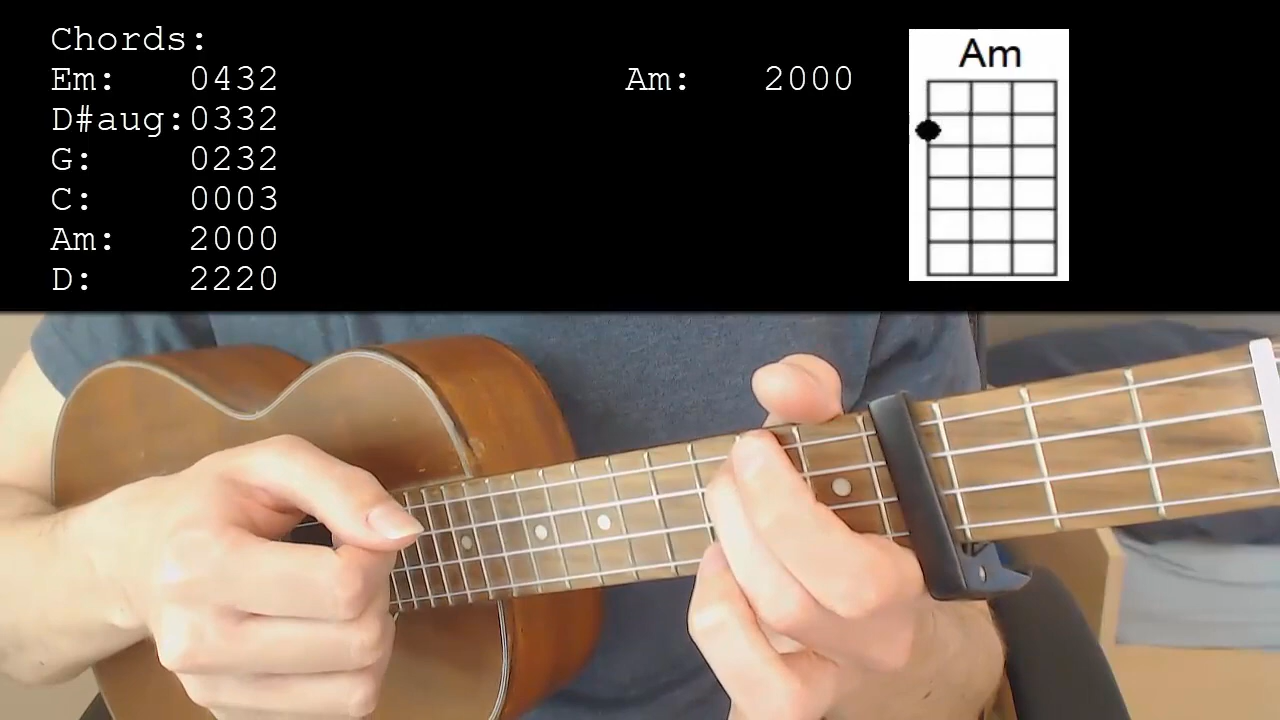 Chords:
Em: 0432
D#aug:0332
G: 0232
C: 0003
Am: 2000
D: 2220
Am: 2000
Am